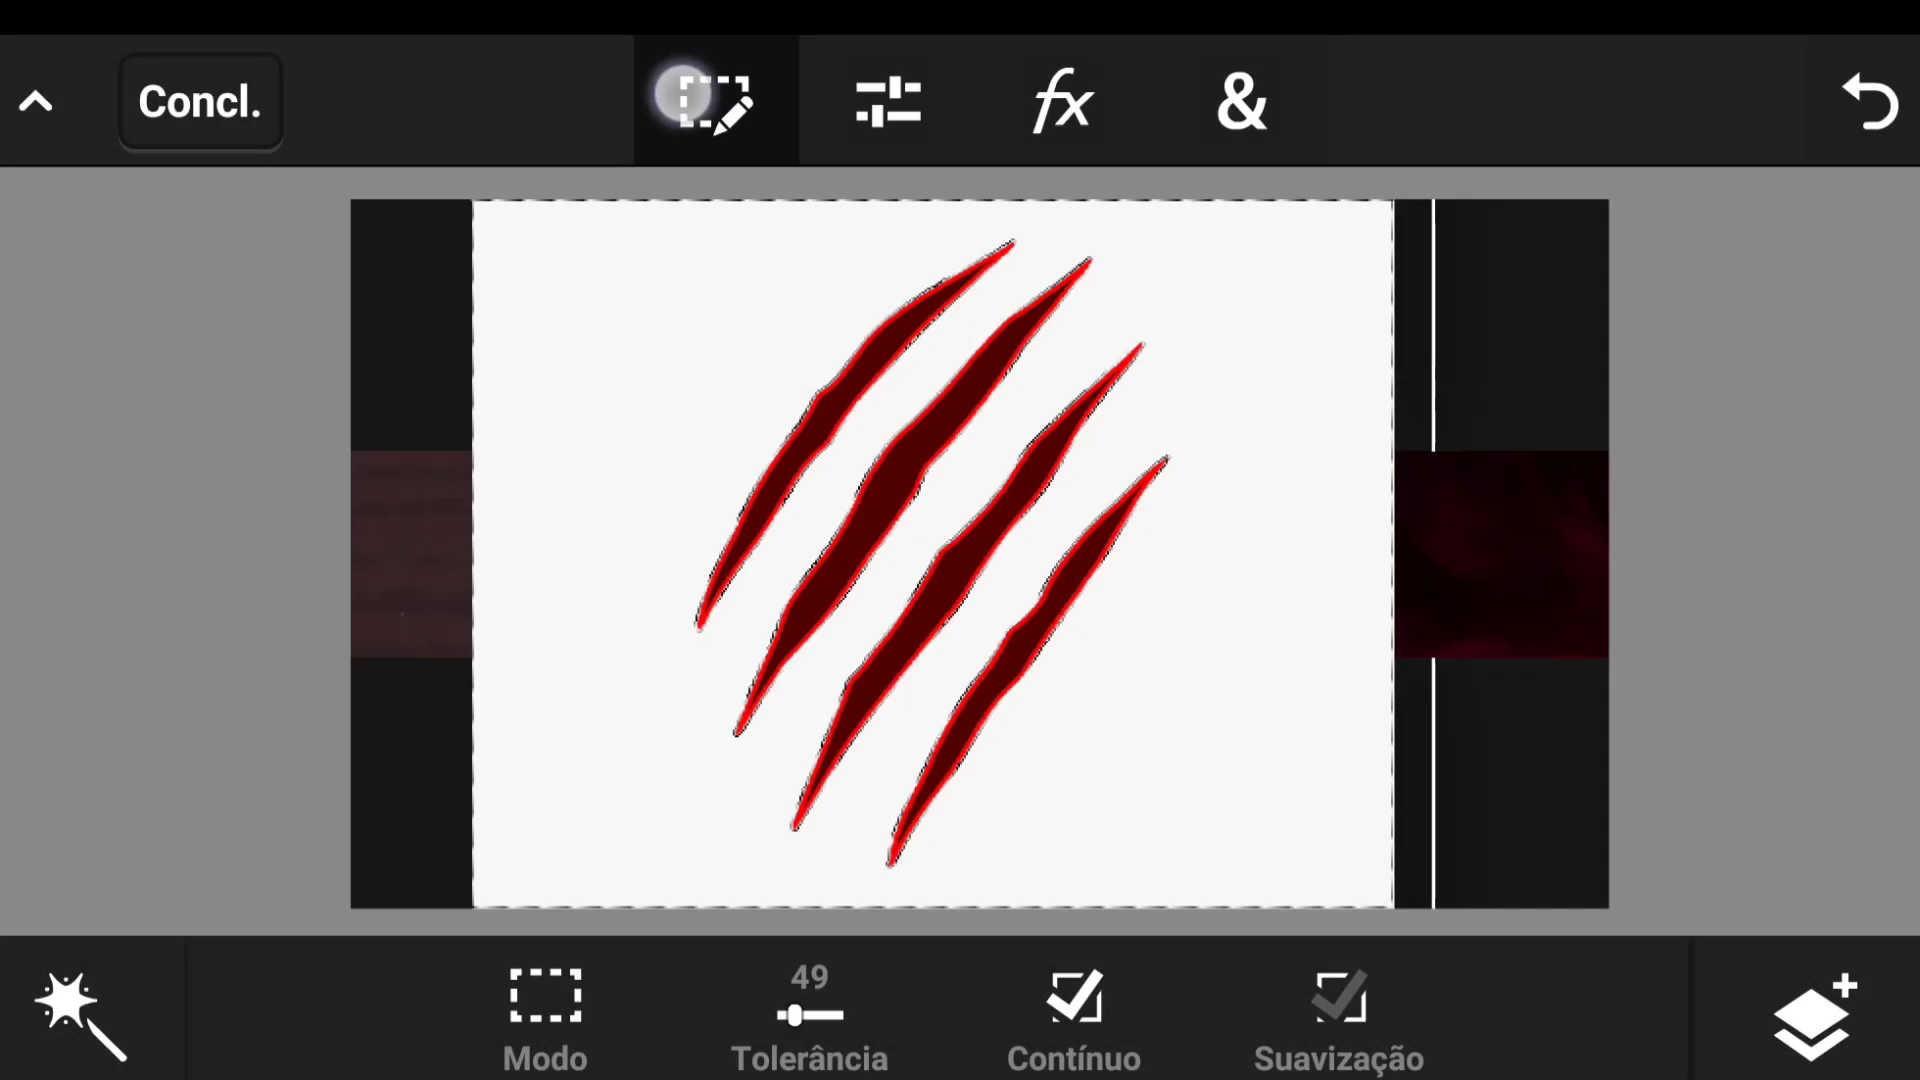 Concl.
fx
&
49
Modo
Tolerância
Contínuo
Suavização